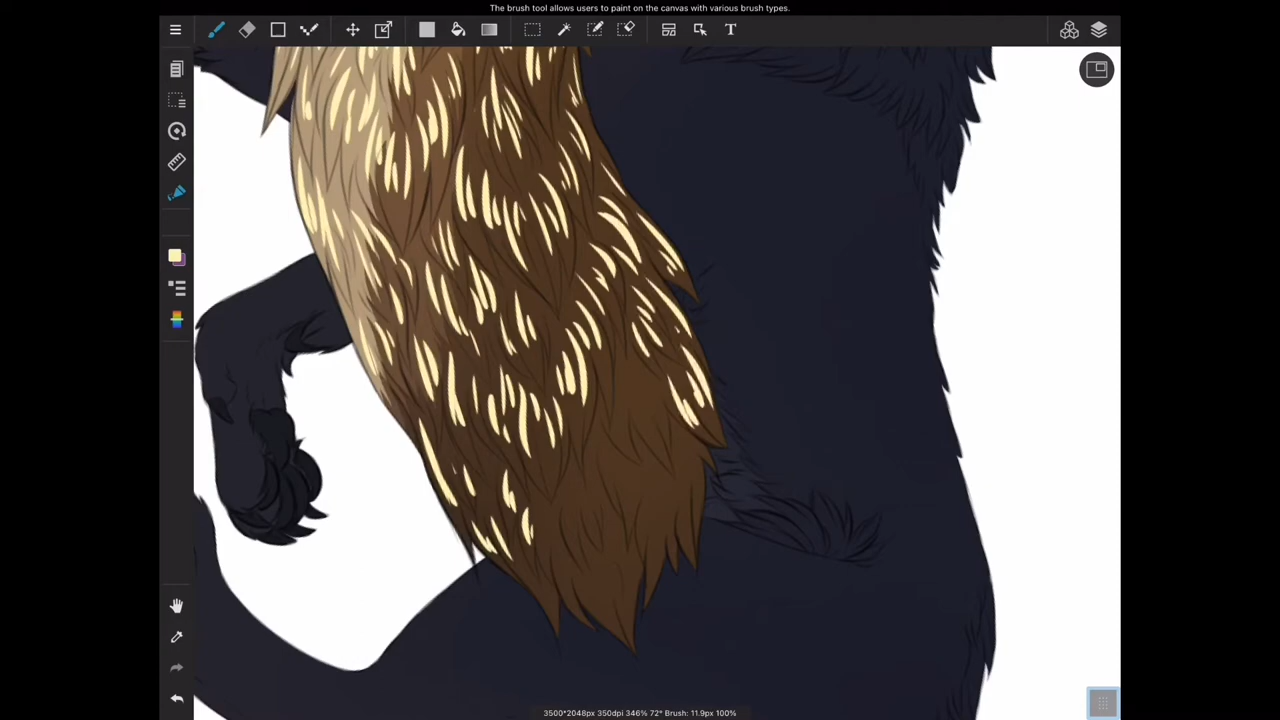 The brush tool allows users to paint on the canvas with various brush types.
T
3500*2048px 350dpi 346% 72° Brush: 11.9px 100%